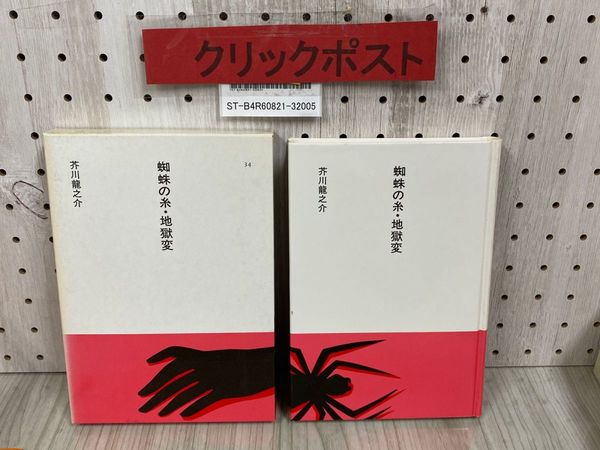 クリックポスト
ST-B4R60821-32005
34
蜘蛛の糸・地獄変
芥川龍之介
蜘蛛の糸・地獄変
芥川龍之介